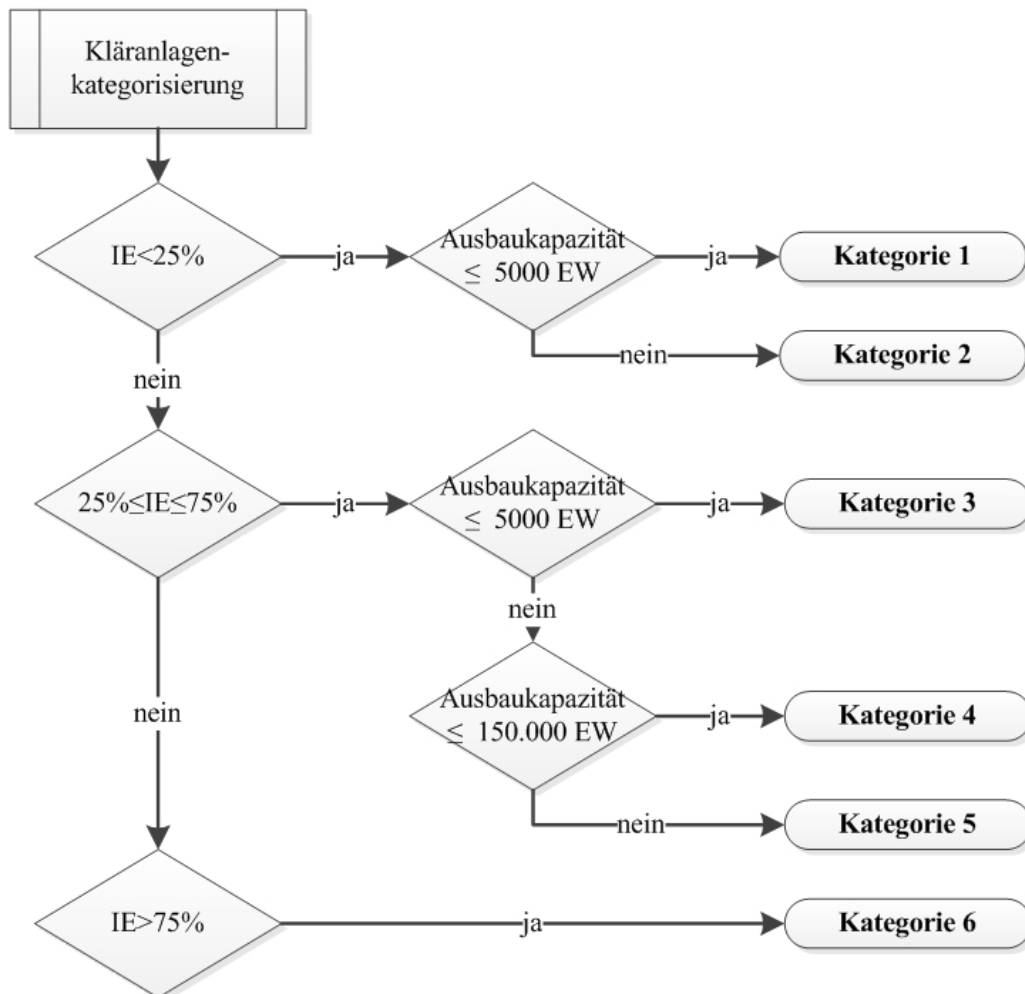 Kläranlagen-
kategorisierung
IE<25%
ja
Ausbaukapazität
≤ 5000 EW
ja
Kategorie 1
nein
Kategorie 2
nein
25%≤IE≤75%
ja
Ausbaukapazität
≤ 5000 EW
ja
Kategorie 3
nein
Ausbaukapazität
≤ 150.000 EW
ja
Kategorie 4
nein
nein
Kategorie 5
IE>75%
ja
Kategorie 6